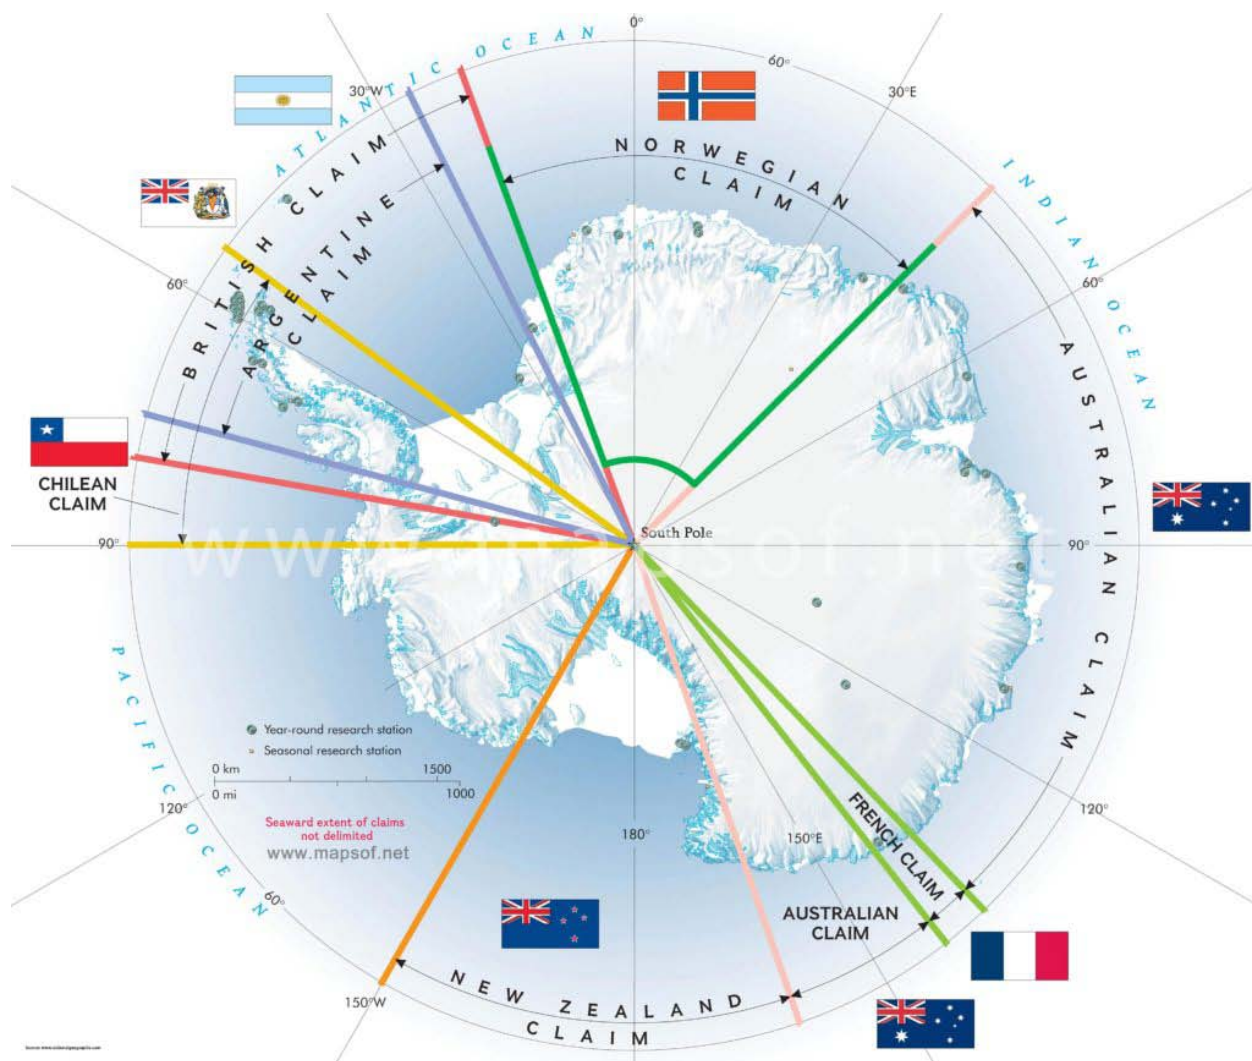 0°
ATLANTIC OCEAN
60°
30°W
30°E
NORWEGIAN
CLAIM
INDIAN OCEAN
BRITISH CLAIM
ARGENTINE
CLAIM
60°
60°
AUSTRALIAN CLAIM
CHILEAN
CLAIM
90°
South Pole
90°
www.mapsof.net
PACIFIC OCEAN
Year-round research station
Seasonal research station
0 km 1500
0 mi 1000
120°
Seaward extent of claims
not delimited
www.mapsof.net
180°
150°E
120°
FRENCH CLAIM
60°
AUSTRALIAN
CLAIM
150°W
NEW ZEALAND
CLAIM